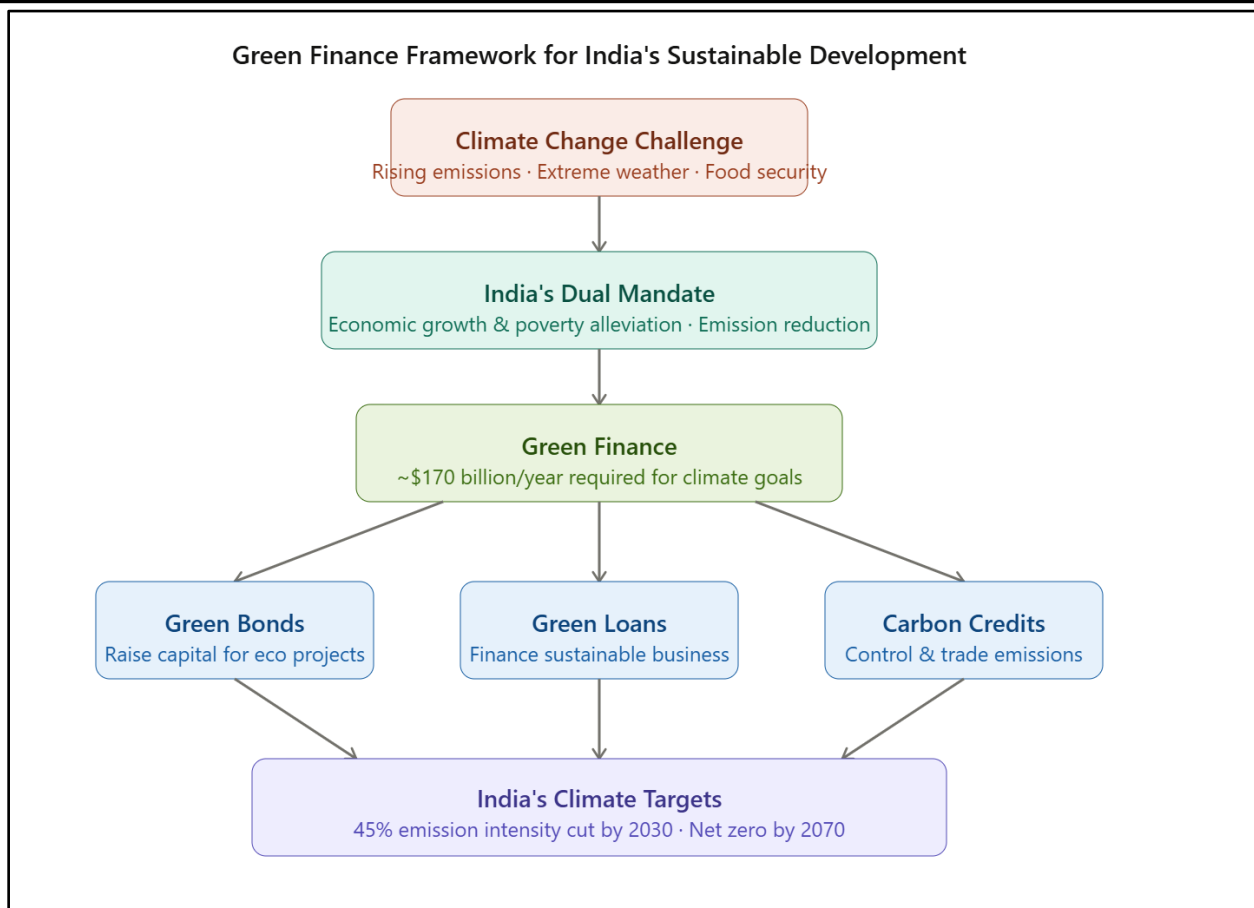 Green Finance Framework for India's Sustainable Development
Climate Change Challenge
Rising emissions · Extreme weather · Food security
India's Dual Mandate
Economic growth & poverty alleviation · Emission reduction
Green Finance
~$170 billion/year required for climate goals
Green Bonds
Raise capital for eco projects
Green Loans
Finance sustainable business
Carbon Credits
Control & trade emissions
India's Climate Targets
45% emission intensity cut by 2030 · Net zero by 2070